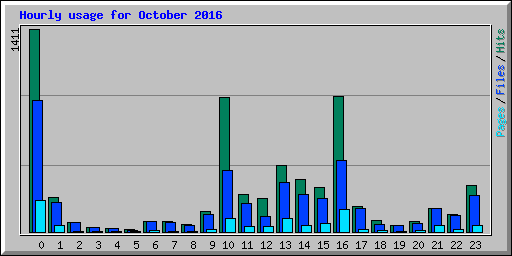 Hourly usage for October 2016
1411
Pages/Files/Hits
0 1 2 3 4 5 6 7 8 9 10 11 12 13 14 15 16 17 18 19 20 21 22 23